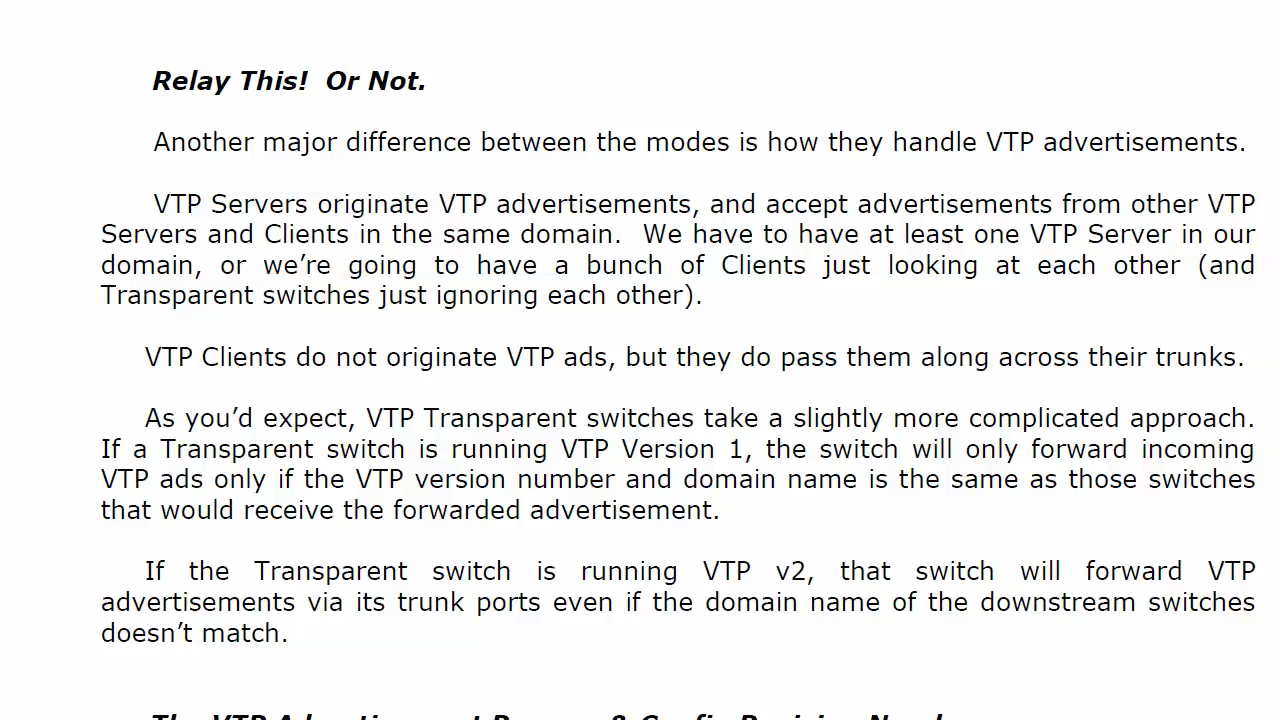 Relay This!  Or Not.
Another major difference between the modes is how they handle VTP advertisements.
VTP Servers originate VTP advertisements, and accept advertisements from other VTP
Servers and Clients in the same domain.  We have to have at least one VTP Server in our
domain, or we’re going to have a bunch of Clients just looking at each other (and
Transparent switches just ignoring each other).
VTP Clients do not originate VTP ads, but they do pass them along across their trunks.
As you’d expect, VTP Transparent switches take a slightly more complicated approach.
If a Transparent switch is running VTP Version 1, the switch will only forward incoming
VTP ads only if the VTP version number and domain name is the same as those switches
that would receive the forwarded advertisement.
If the Transparent switch is running VTP v2, that switch will forward VTP
advertisements via its trunk ports even if the domain name of the downstream switches
doesn’t match.
The VTP Advertisement